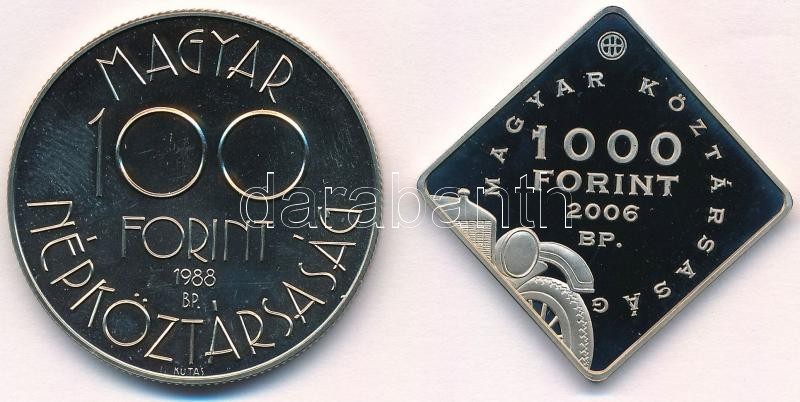 MAGYAR
100
FORINT
1988
BP.
NÉPKÖZTÁRSASÁG
KUTAS
MAGYAR KÖZTÁRSASÁG
1000
FORINT
2006
BP.
darabanth